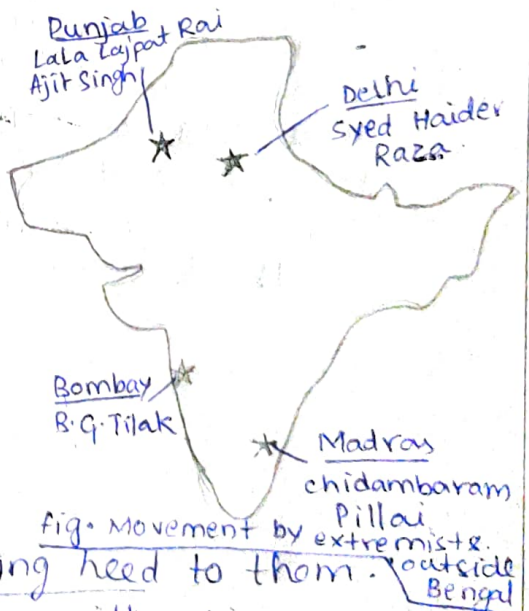 Punjab
Lala Lajpat Rai
Ajit Singh
Delhi
Syed Haider
Raza
Bombay
B.G.Tilak
Madras
chidambaram
Pillai
fig. Movement by extremists
outside
Bengal
ng heed to them.